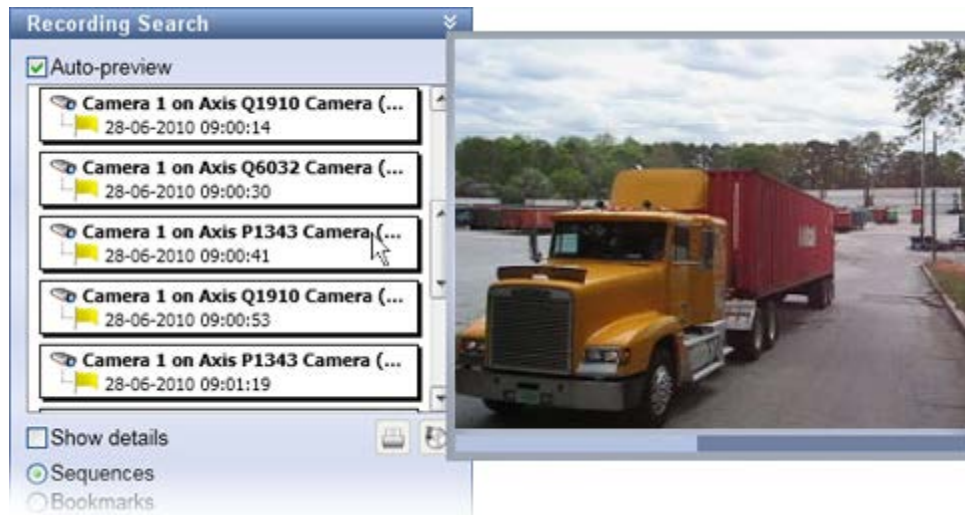 Recording Search
Auto-preview
Camera 1 on Axis Q1910 Camera (...
28-06-2010 09:00:14
Camera 1 on Axis Q6032 Camera (...
28-06-2010 09:00:30
Camera 1 on Axis P1343 Camera (...
28-06-2010 09:00:41
Camera 1 on Axis Q1910 Camera (...
28-06-2010 09:00:53
Camera 1 on Axis P1343 Camera (...
28-06-2010 09:01:19
Show details
Sequences
Bookmarks